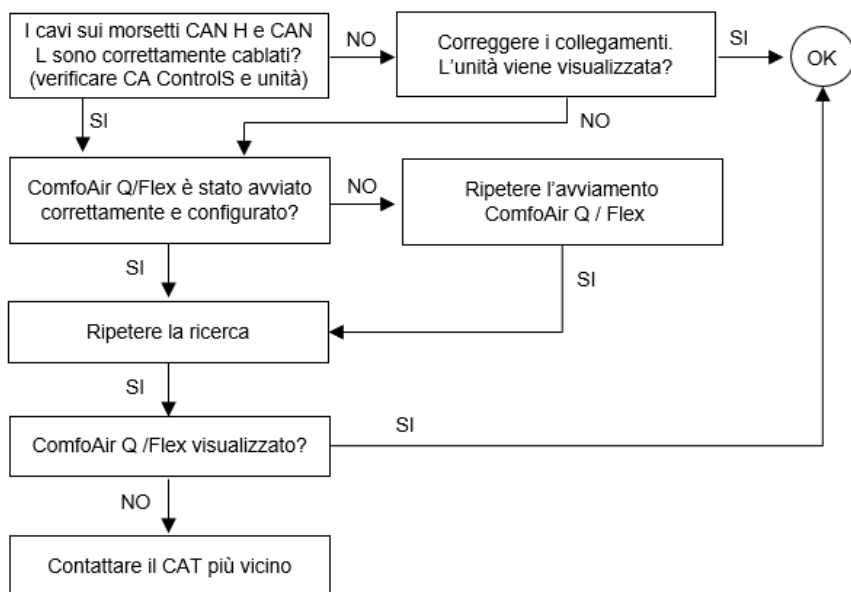 I cavi sui morsetti CAN H e CAN
L sono correttamente cablati?
(verificare CA ControlS e unità)
NO
Correggere i collegamenti.
L'unità viene visualizzata?
SI
OK
SI
NO
ComfoAir Q/Flex è stato avviato
correttamente e configurato?
NO
Ripetere l'avviamento
ComfoAir Q / Flex
SI
SI
Ripetere la ricerca
SI
ComfoAir Q /Flex visualizzato?
SI
NO
Contattare il CAT più vicino